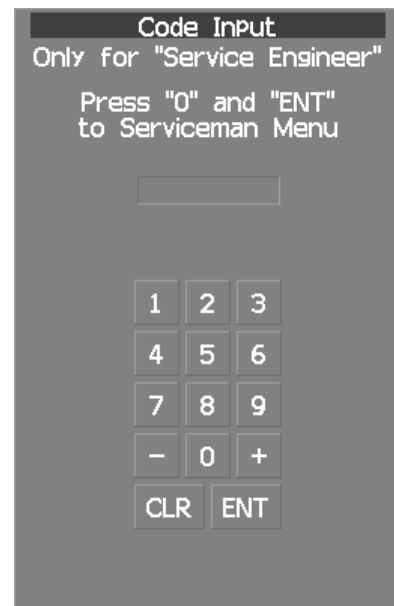 Code Input
Only for "Service Engineer"
Press "0" and "ENT"
to Serviceman Menu
1 2 3
4 5 6
7 8 9
- 0 +
CLR ENT